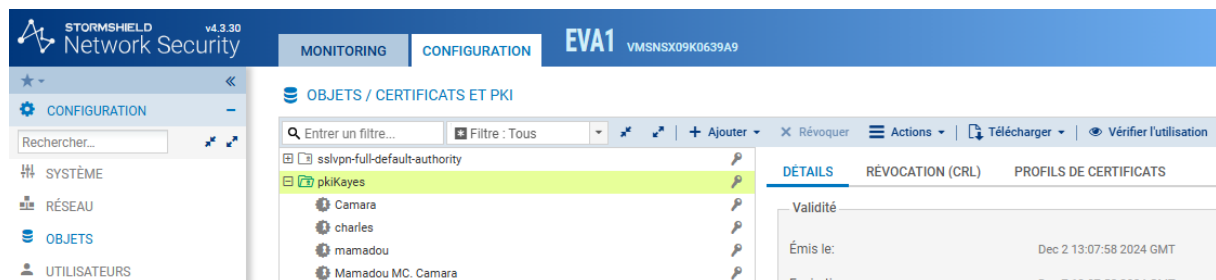 STORMSHIELD v4.3.30
Network Security
MONITORING CONFIGURATION EVA1 VMSNSX09K0639A9
CONFIGURATION
Rechercher...
SYSTÈME
RÉSEAU
OBJETS
UTILISATEURS
OBJETS / CERTIFICATS ET PKI
Entrer un filtre... Filtre : Tous Ajouter Révoquer Actions Télécharger Vérifier l'utilisation
sslvpn-full-default-authority
pkiKayes
Camara
charles
mamadou
Mamadou MC. Camara
DÉTAILS RÉVOCATION (CRL) PROFILS DE CERTIFICATS
Validité
Émis le: Dec 2 13:07:58 2024 GMT